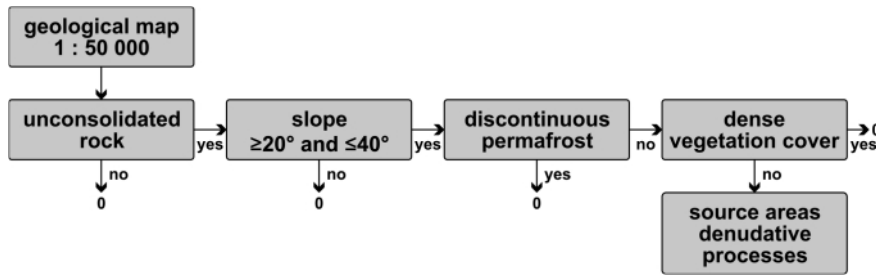 geological map
1 : 50 000
unconsolidated
rock
yes
slope
≥20° and ≤40°
yes
discontinuous
permafrost
no
dense
vegetation cover
0
yes
no
0
no
0
yes
0
no
source areas
denudative
processes